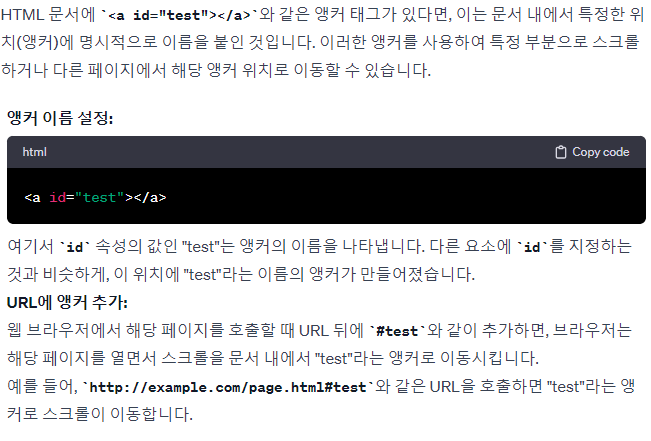 HTML 문서에 `<a id="test"></a>`와 같은 앵커 태그가 있다면, 이는 문서 내에서 특정한 위
치(앵커)에 명시적으로 이름을 붙인 것입니다. 이러한 앵커를 사용하여 특정 부분으로 스크롤
하거나 다른 페이지에서 해당 앵커 위치로 이동할 수 있습니다.
앵커 이름 설정:
html Copy code
<a id="test"></a>
여기서 `id` 속성의 값인 "test"는 앵커의 이름을 나타냅니다. 다른 요소에 `id`를 지정하는
것과 비슷하게, 이 위치에 "test"라는 이름의 앵커가 만들어졌습니다.
URL에 앵커 추가:
웹 브라우저에서 해당 페이지를 호출할 때 URL 뒤에 `#test`와 같이 추가하면, 브라우저는
해당 페이지를 열면서 스크롤을 문서 내에서 "test"라는 앵커로 이동시킵니다.
예를 들어, `http://example.com/page.html#test`와 같은 URL을 호출하면 "test"라는 앵
커로 스크롤이 이동합니다.